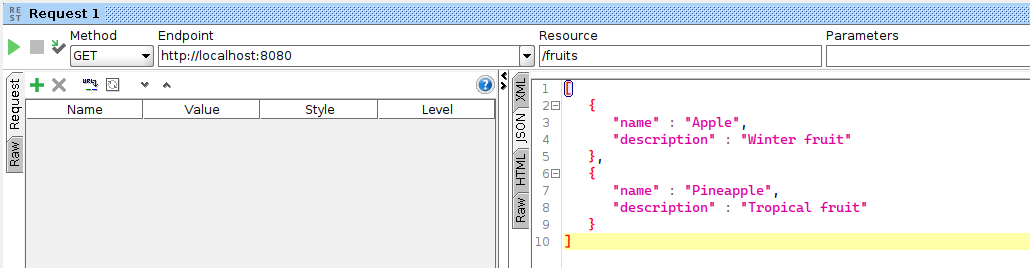 RE ST Request 1
Method Endpoint Resource Parameters
GET http://localhost:8080 /fruits
Request Raw
URL ?
Name Value Style Level
XML JSON HTML Raw
1 [
2 {
3 "name" : "Apple",
4 "description" : "Winter fruit"
5 },
6 {
7 "name" : "Pineapple",
8 "description" : "Tropical fruit"
9 }
10 ]